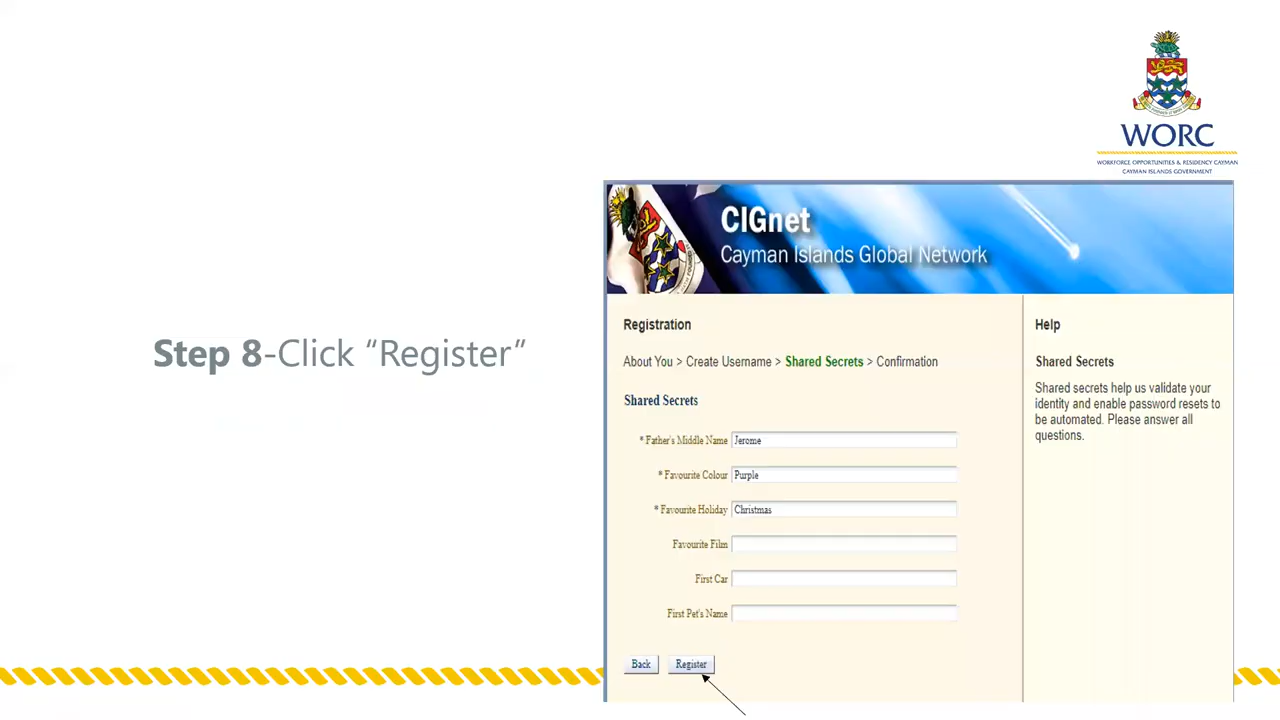 WORC
WORKFORCE OPPORTUNITIES & RESIDENCY CAYMAN
CAYMAN ISLANDS GOVERNMENT
Step 8-Click “Register”
CIGnet
Cayman Islands Global Network
Registration
About You > Create Username > Shared Secrets > Confirmation
Shared Secrets
* Father's Middle Name Jerome
* Favourite Colour Purple
* Favourite Holiday Christmas
Favourite Film
First Car
First Pet's Name
Back Register
Help
Shared Secrets
Shared secrets help us validate your
identity and enable password resets to
be automated. Please answer all
questions.